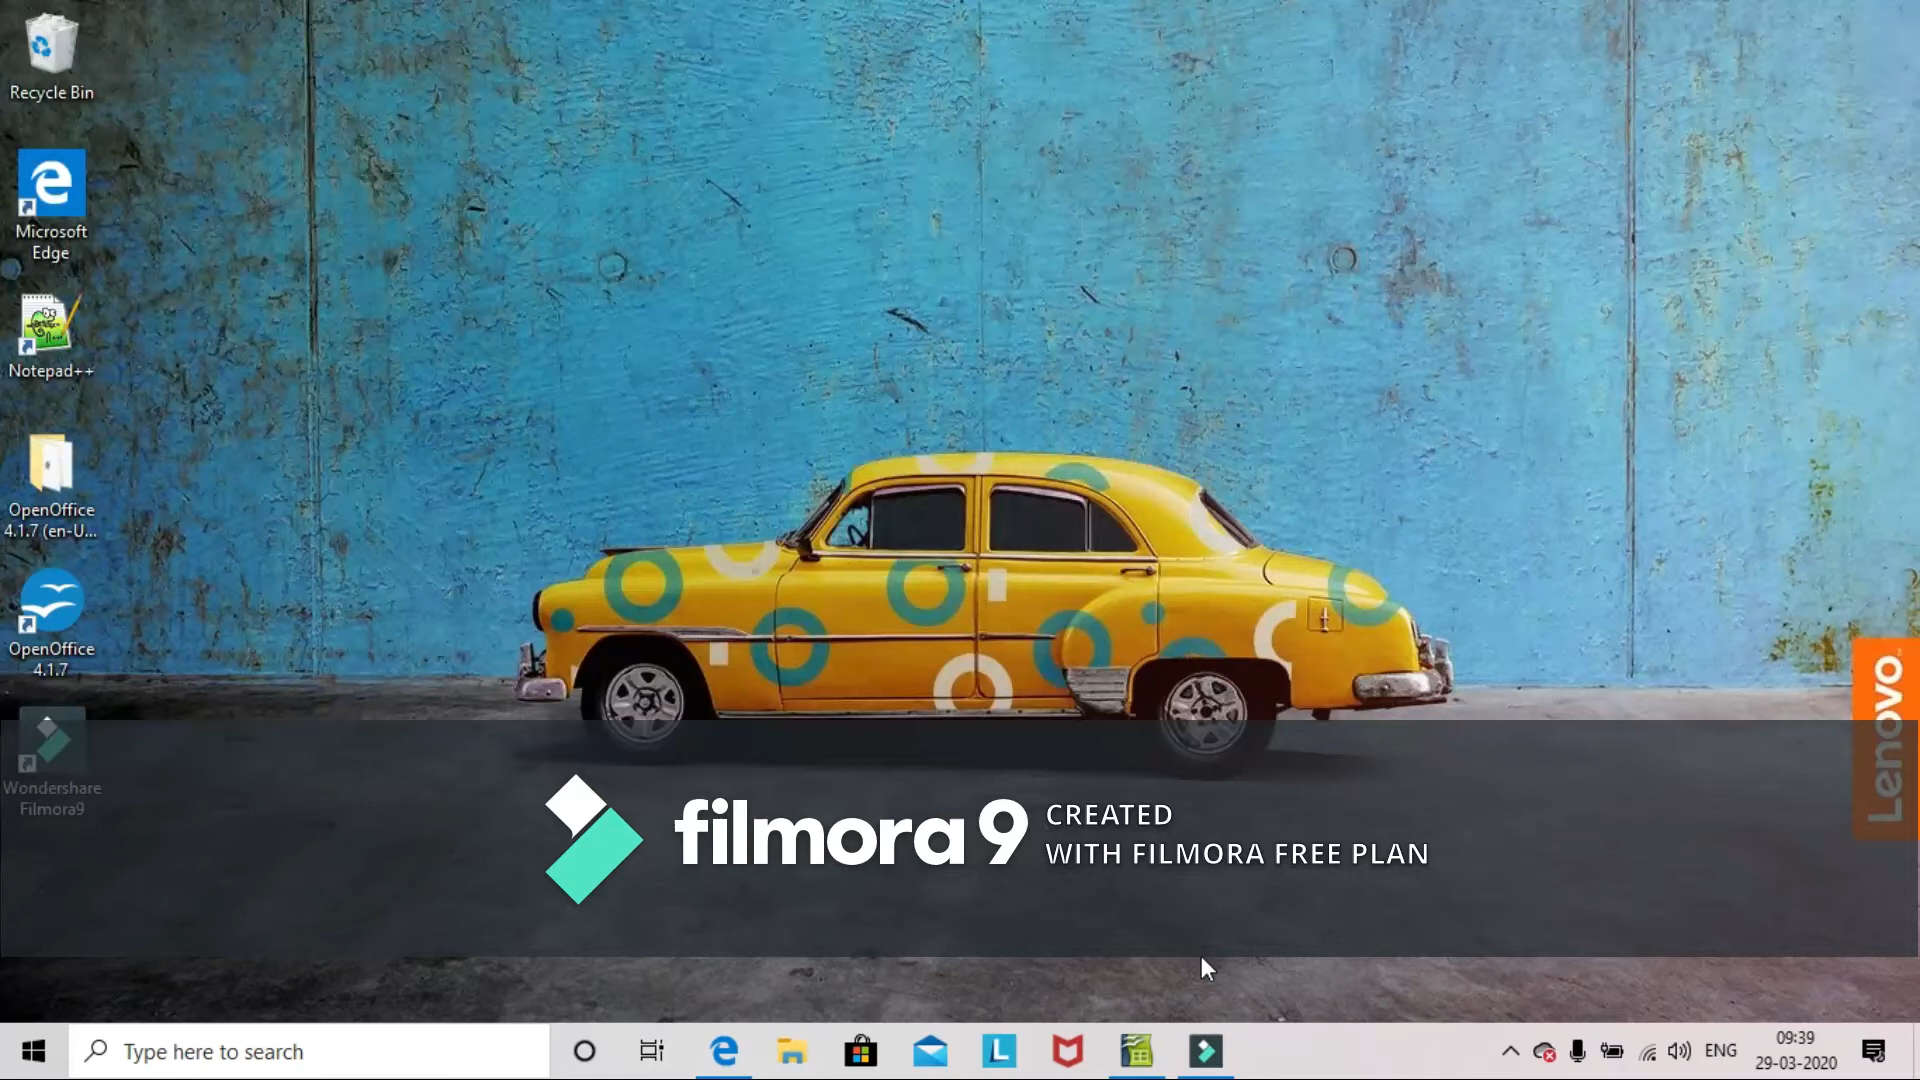 Recycle Bin
Microsoft
Edge
Notepad++
OpenOffice
4.1.7 (en-U...
OpenOffice
4.1.7
Wondershare
Filmora9
Lenovo
filmora 9
CREATED
WITH FILMORA FREE PLAN
Type here to search
L
ENG
09:39
29-03-2020